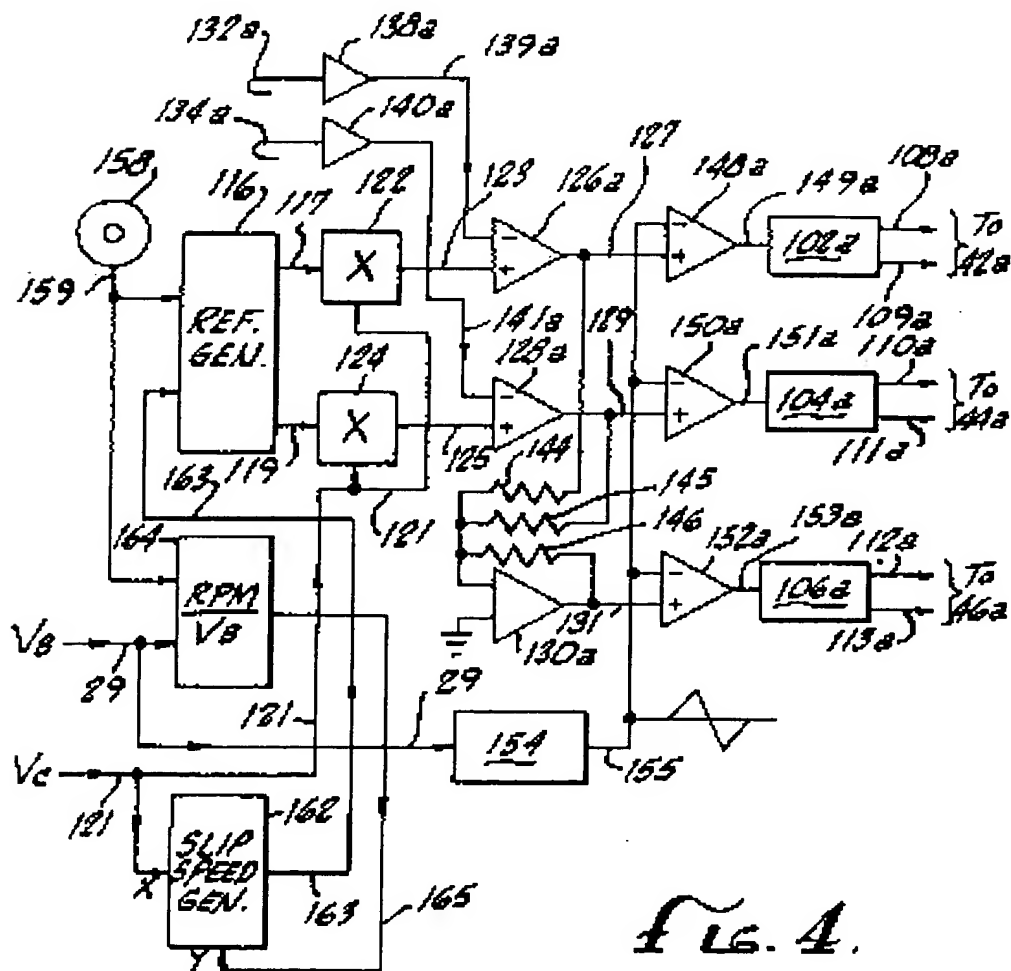 132a
138a
139a
134a
140a
158
116
117
122
123
126a
127
148a
149a
108a
To
42a
X
102a
109a
159
REF.
GEN.
124
141a
128a
129
150a
151a
110a
To
44a
X
104a
111a
163
119
125
144
121
145
146
164
RPM
VB
152a
153a
112a
To
46a
106a
131
130a
113a
VB
29
121
29
154
155
VC
121
162
SLIP
SPEED
GEN.
X
163
165
Y
FIG. 4.